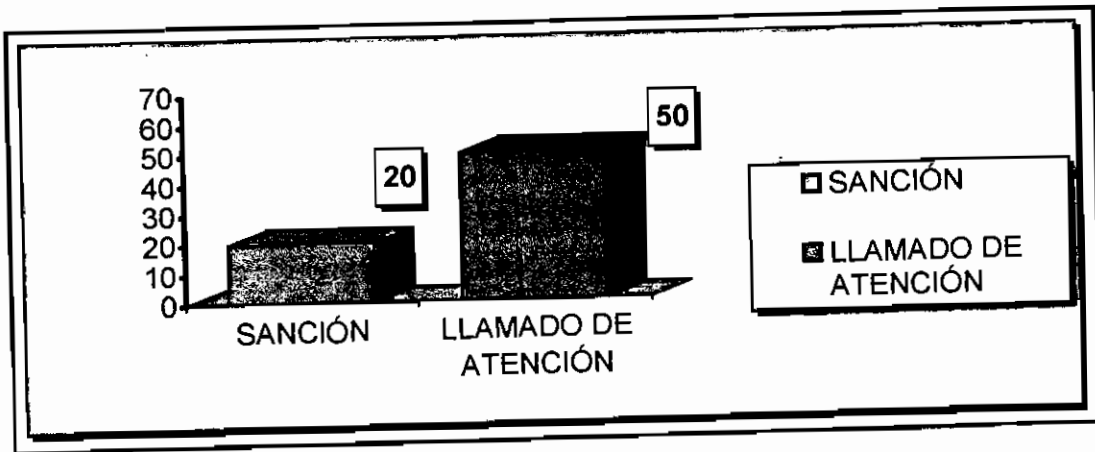 70
60
50
40
30
20
10
0
20
50
SANCIÓN
LLAMADO DE
ATENCIÓN
SANCIÓN
LLAMADO DE
ATENCIÓN